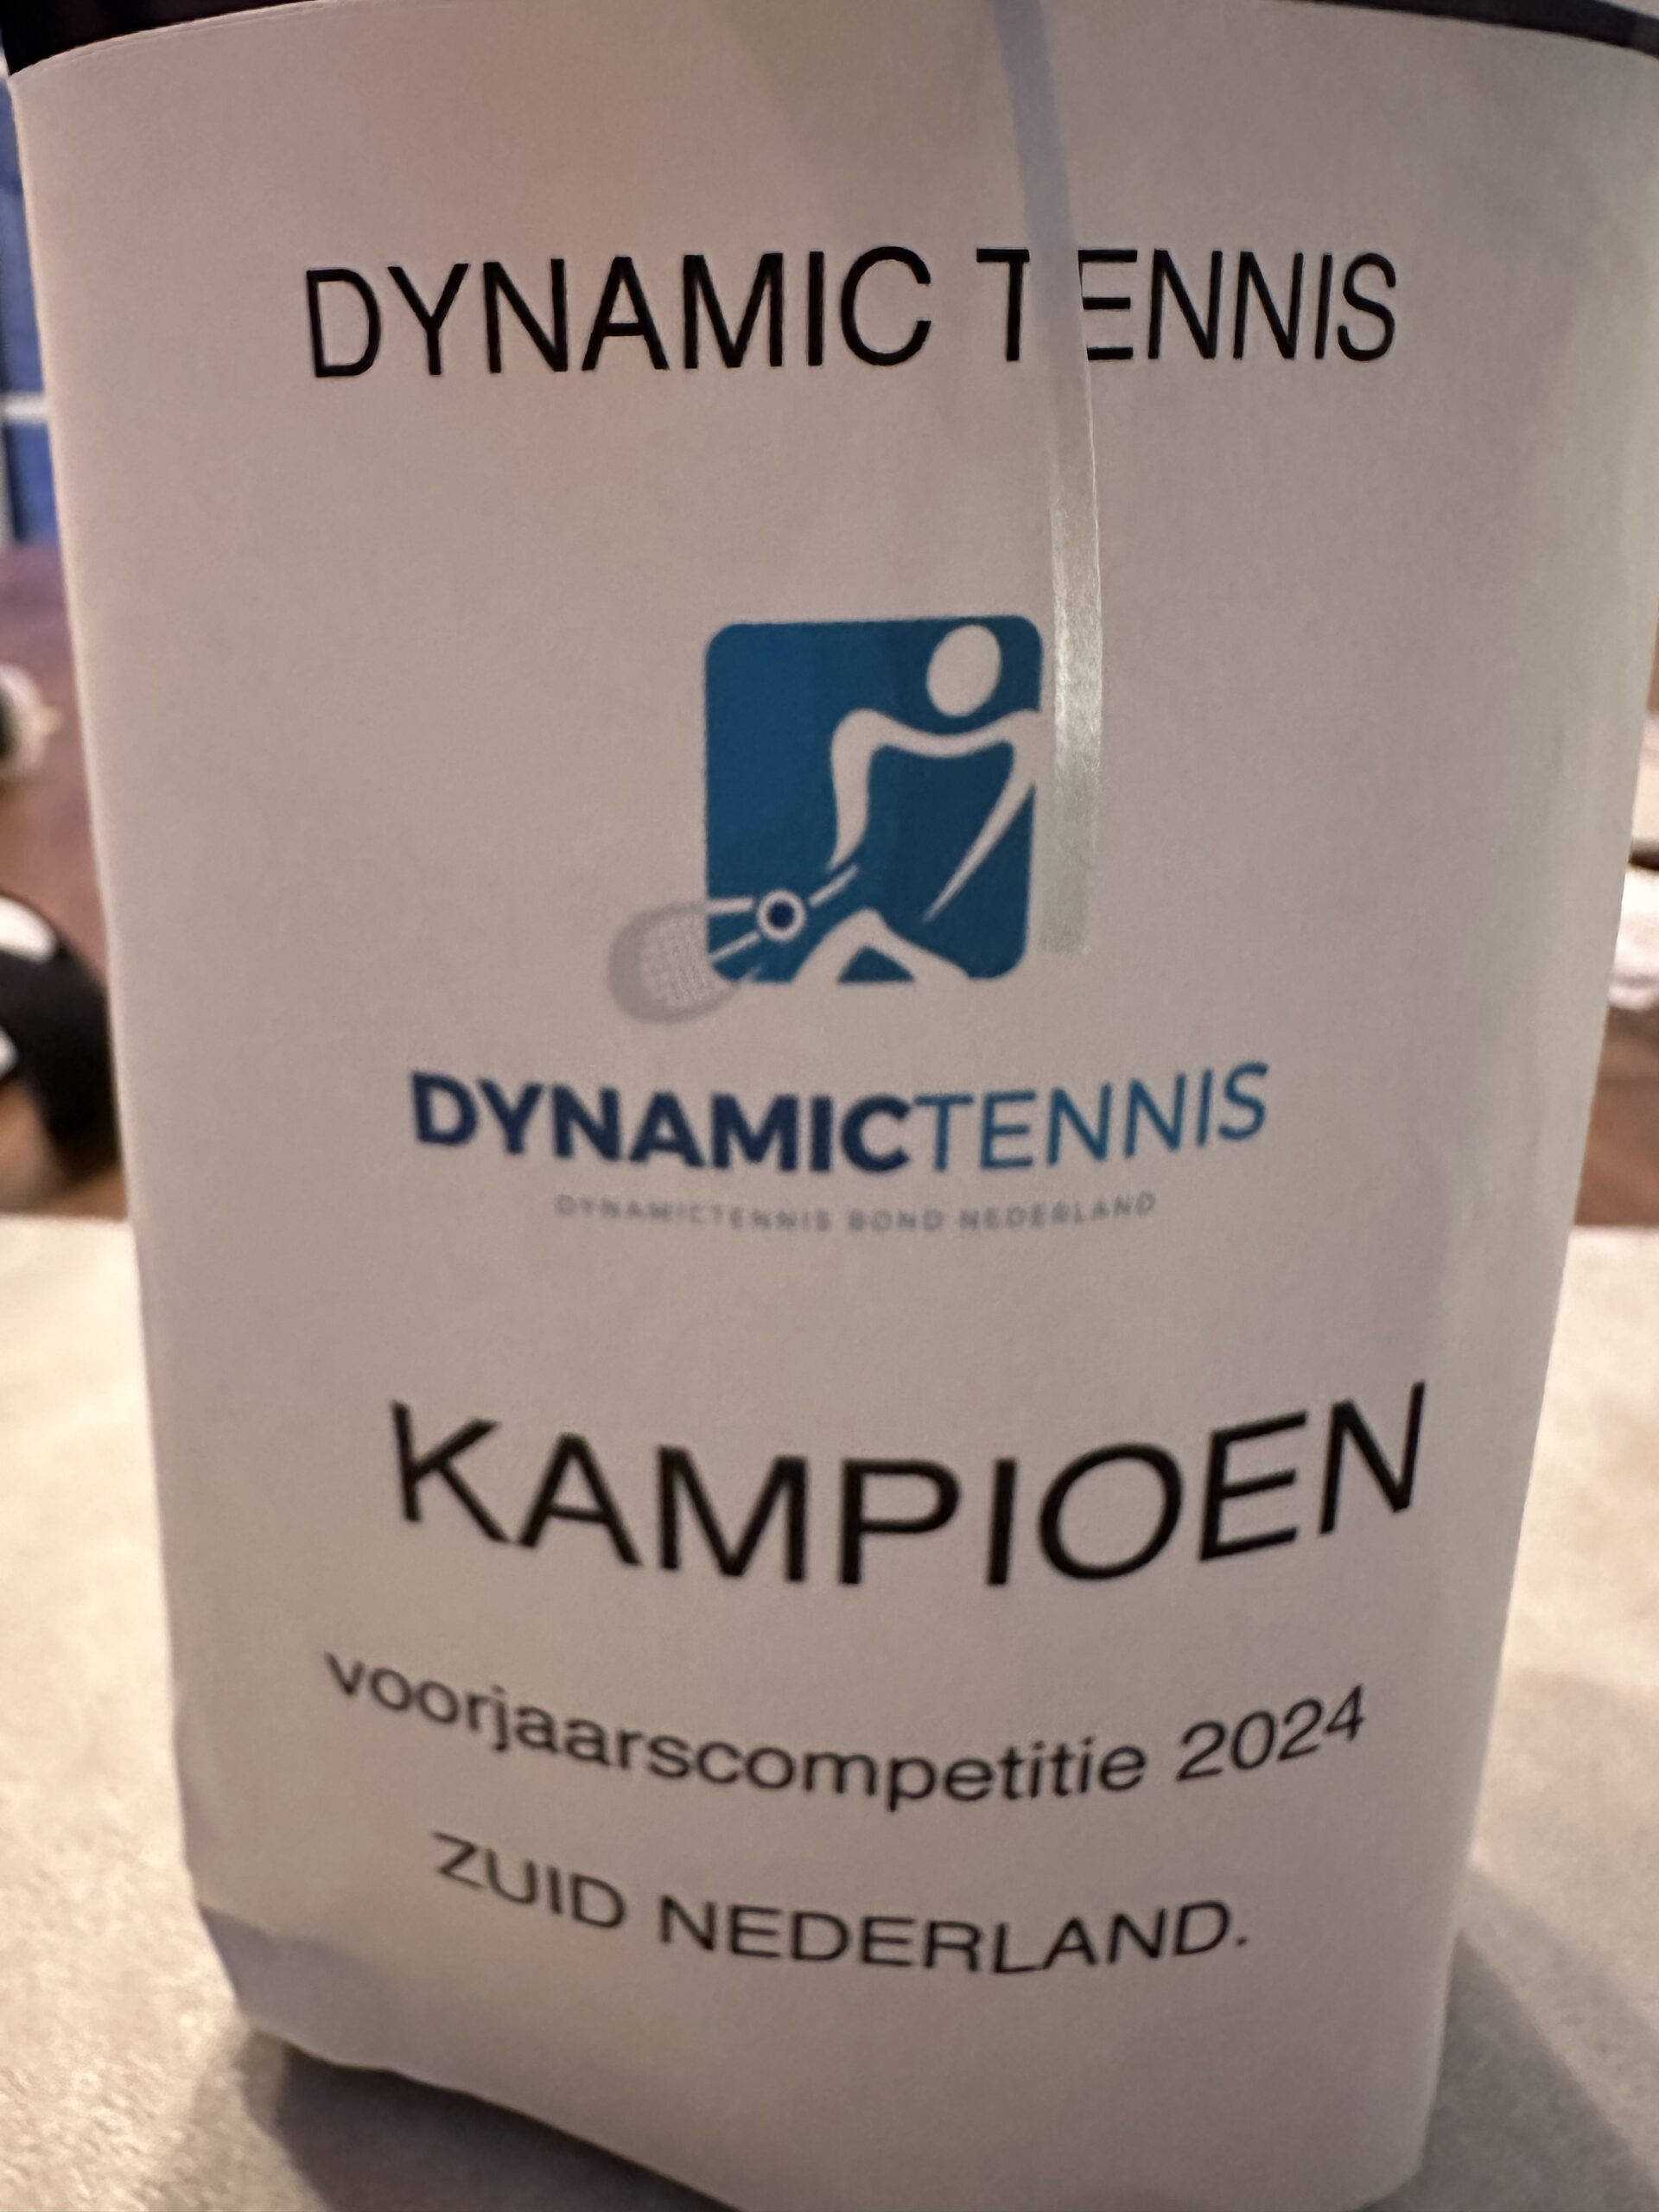 DYNAMIC TENNIS
DYNAMICTENNIS
DYNAMICTENNIS BOND NEDERLAND
KAMPIOEN
voorjaarscompetitie 2024
ZUID NEDERLAND.